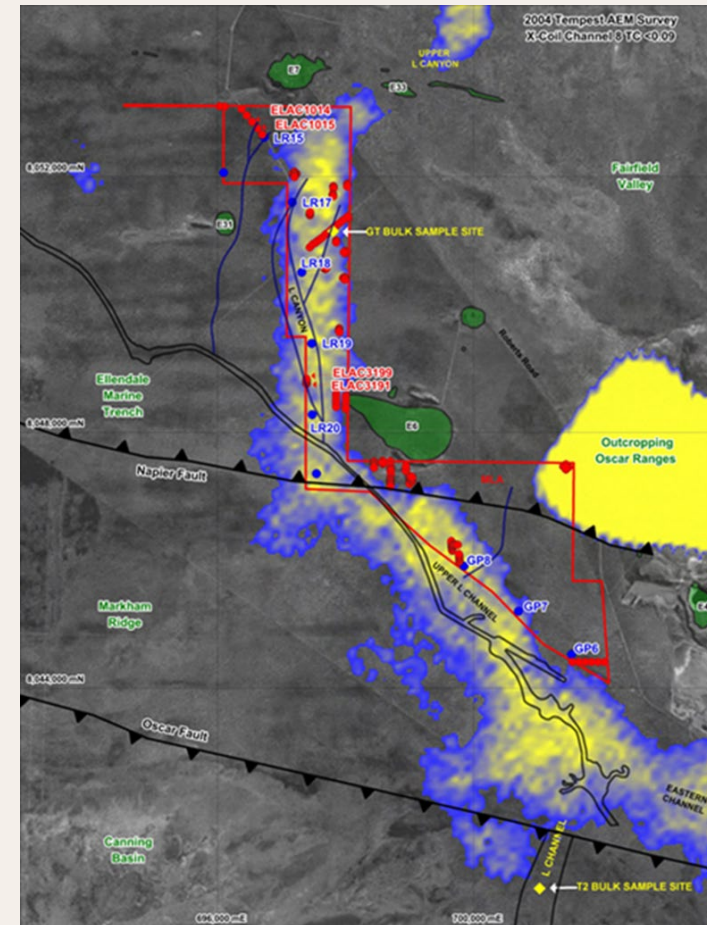 2004 Tempest AEM Survey
X-Coil Channel 8 TC <0.09
UPPER
L CANYON
E7
E33
ELAC1014
ELAC1015
LR15
8,052,000 mN
Fairfield
Valley
LR17
E31
GT BULK SAMPLE SITE
LR18
L CANYON
Roberts Road
LR19
ELAC3199
ELAC3191
Ellendale
Marine
Trench
8,048,000 mN
LR20
E6
Outcropping
Oscar Ranges
Napier Fault
GP8
UPPER L CHANNEL
GP7
Markham
Ridge
GP6
8,044,000 mN
Oscar Fault
EASTERN
CHANNEL
Canning
Basin
L CHANNEL
T2 BULK SAMPLE SITE
696,000 mE
700,000 mE